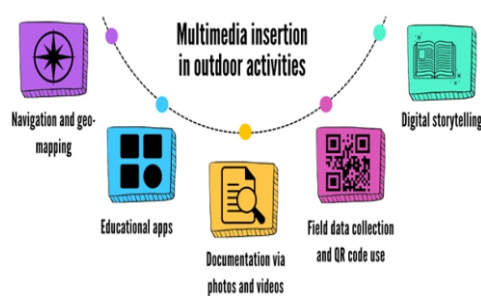 Multimedia insertion
in outdoor activities
Navigation and geo-
mapping
Educational apps
Documentation via
photos and videos
Field data collection
and QR code use
Digital storytelling